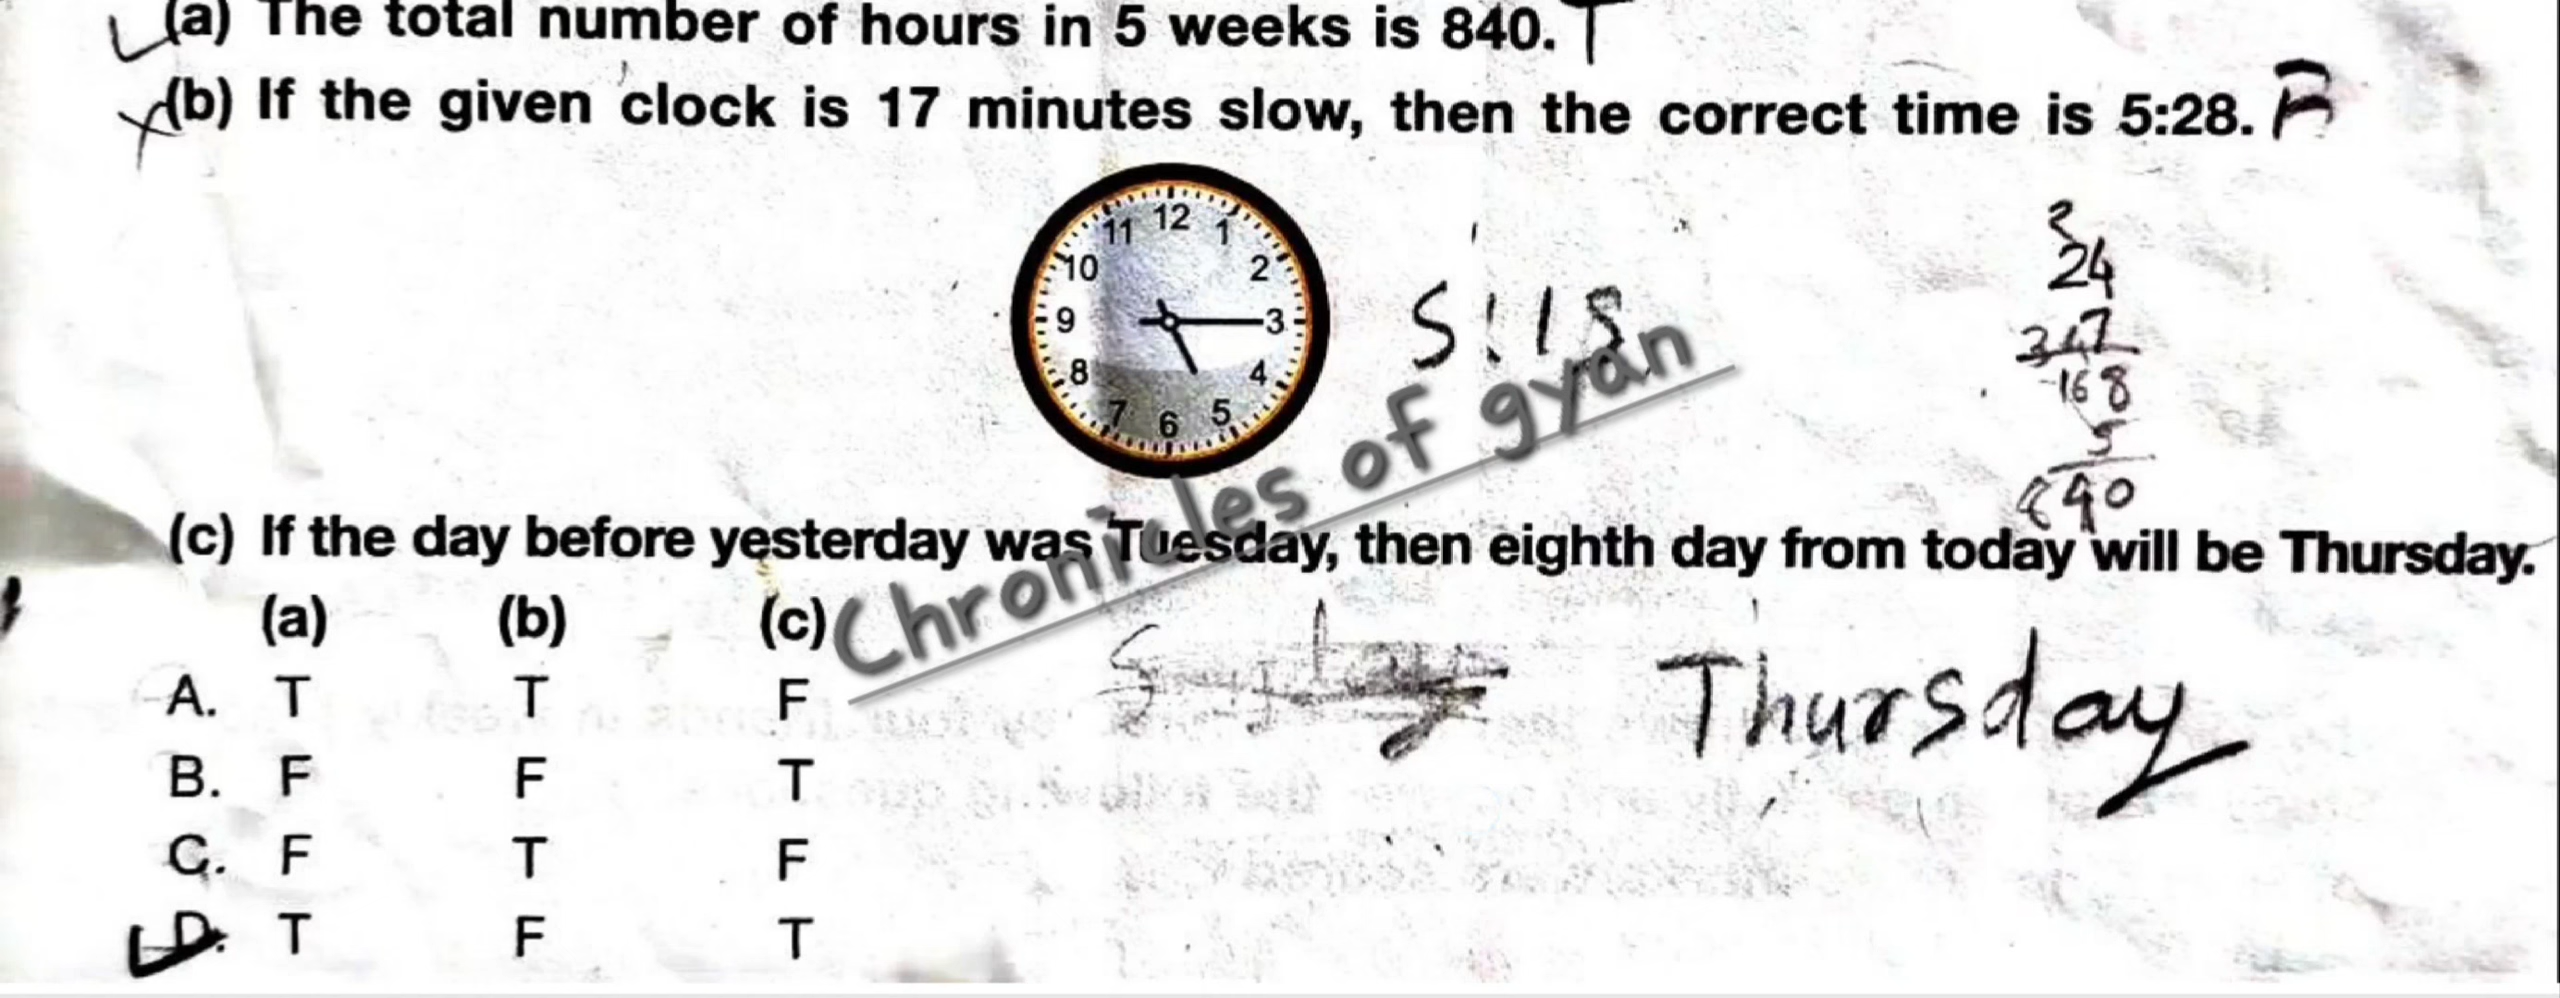 (a) The total number of hours in 5 weeks is 840. T
(b) If the given clock is 17 minutes slow, then the correct time is 5:28. F
12
11 1
10 2
9 3
8 4
7 6 5
5:15
24
7
168
5
840
Chronicles of gyan
(c) If the day before yesterday was Tuesday, then eighth day from today will be Thursday.
(a) (b) (c)
A. T T F
Thursday
B. F F T
C. F T F
D. T F T